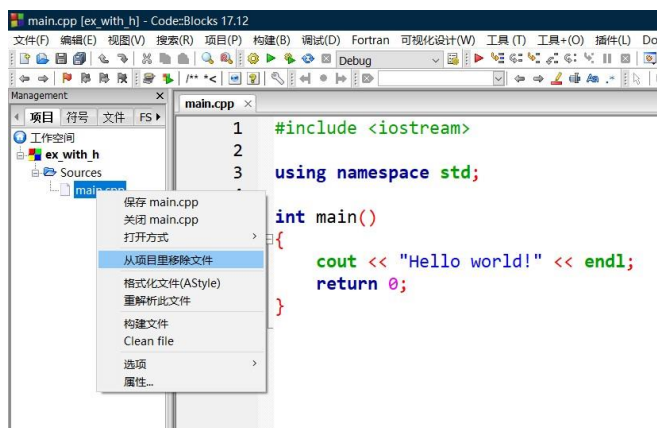 main.cpp [ex_with_h] - Code::Blocks 17.12
文件(F) 编辑(E) 视图(V) 搜索(R) 项目(P) 构建(B) 调试(D) Fortran 可视化设计(W) 工具 (T) 工具+(O) 插件(L) Do
Debug
/** *<
Management ×
main.cpp ×
项目 符号 文件 FS
工作空间
ex_with_h
Sources
main.cpp
保存 main.cpp
关闭 main.cpp
打开方式
从项目里移除文件
格式化文件(AStyle)
重解析此文件
构建文件
Clean file
选项
属性...
1 #include <iostream>
2
3 using namespace std;
int main()
{
cout << "Hello world!" << endl;
return 0;
}